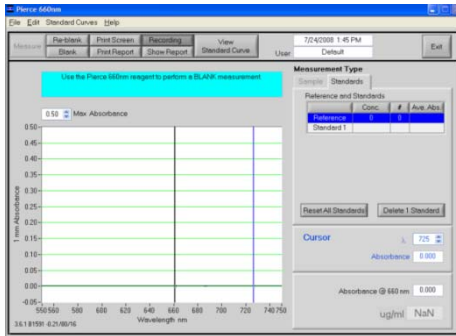 Pierce 660nm
File Edit Standard Curves Help
Measure Re-blank Print Screen Recording View Standard Curve 7/24/2008 1:45 PM Exit
Blank Print Report Show Report User Default
Use the Pierce 660nm reagent to perform a BLANK measurement
Measurement Type
Sample Standards
Reference and Standards
Conc. # Ave. Abs.
Reference 0 0
Standard 1
Reset All Standards Delete 1 Standard
Cursor
λ 725
Absorbance 0.000
Absorbance @ 660 nm 0.000
ug/ml NaN
0.50 Max Absorbance
1 mm Absorbance
0.50
0.45
0.40
0.35
0.30
0.25
0.20
0.15
0.10
0.05
0.00
-0.05
550 560 580 600 620 640 660 680 700 720 740 750
Wavelength nm